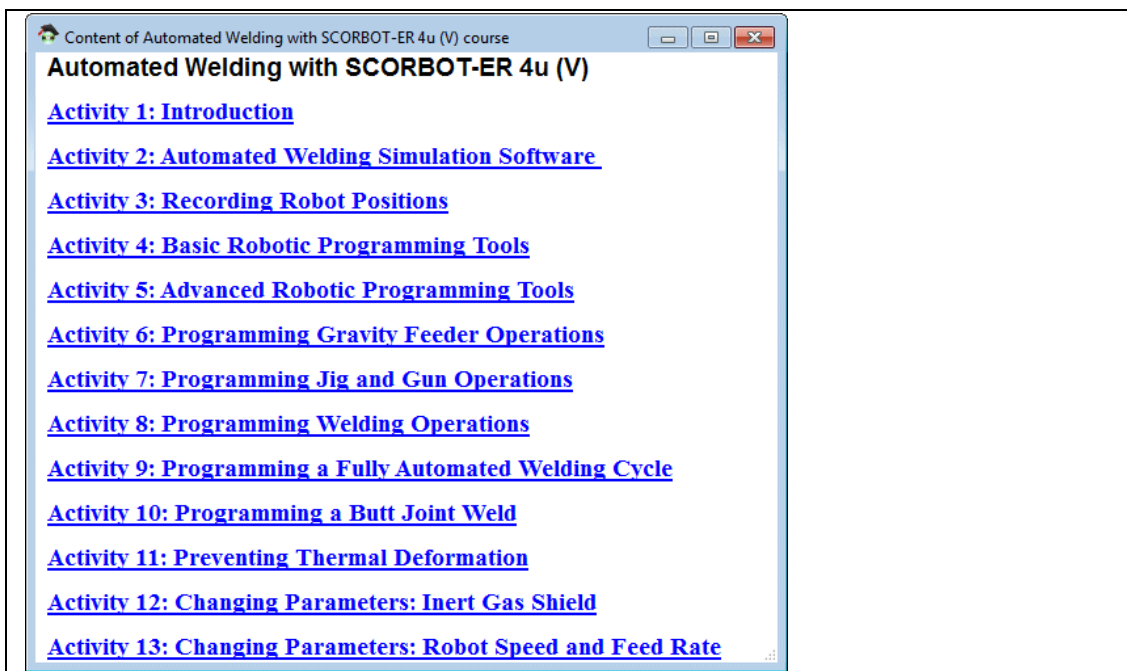 Content of Automated Welding with SCORBOT-ER 4u (V) course
Automated Welding with SCORBOT-ER 4u (V)
Activity 1: Introduction
Activity 2: Automated Welding Simulation Software
Activity 3: Recording Robot Positions
Activity 4: Basic Robotic Programming Tools
Activity 5: Advanced Robotic Programming Tools
Activity 6: Programming Gravity Feeder Operations
Activity 7: Programming Jig and Gun Operations
Activity 8: Programming Welding Operations
Activity 9: Programming a Fully Automated Welding Cycle
Activity 10: Programming a Butt Joint Weld
Activity 11: Preventing Thermal Deformation
Activity 12: Changing Parameters: Inert Gas Shield
Activity 13: Changing Parameters: Robot Speed and Feed Rate